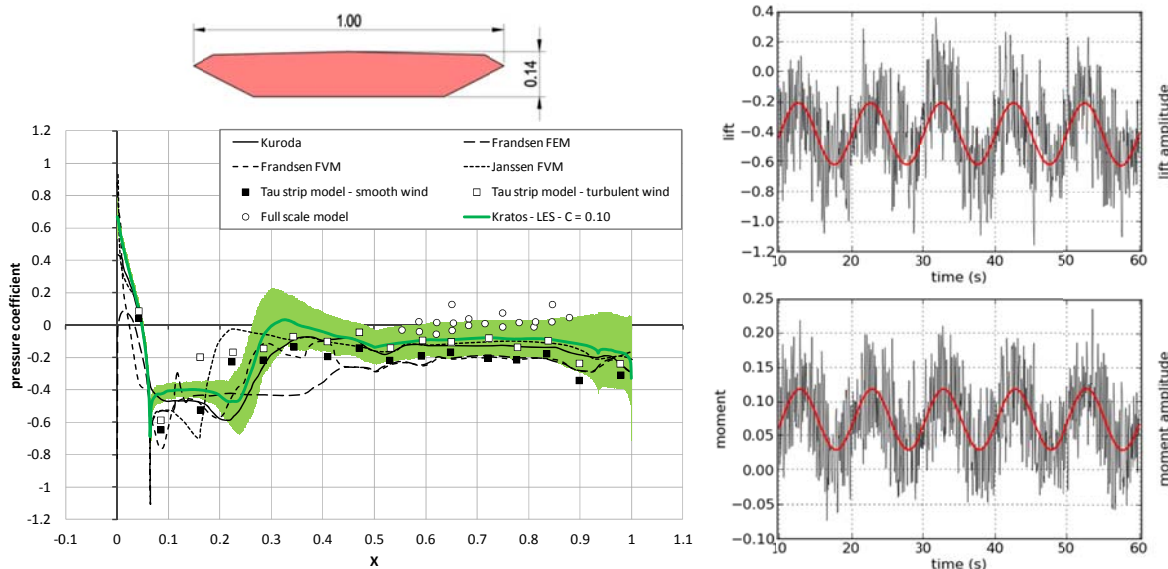 1.00
0.14
1.2
1
0.8
0.6
0.4
0.2
0
-0.2
-0.4
-0.6
-0.8
-1
-1.2
pressure coefficient
Kuroda
Frandsen FEM
Frandsen FVM
Janssen FVM
Tau strip model - smooth wind
Tau strip model - turbulent wind
Full scale model
Kratos - LES - C = 0.10
-0.1 0 0.1 0.2 0.3 0.4 0.5 0.6 0.7 0.8 0.9 1 1.1
X
0.4
0.2
0.0
−0.2
−0.4
−0.6
−0.8
−1.0
−1.2
lift
10 20 30 40 50 60
time (s)
lift amplitude
0.25
0.20
0.15
0.10
0.05
0.00
−0.05
−0.10
moment
10 20 30 40 50 60
time (s)
moment amplitude